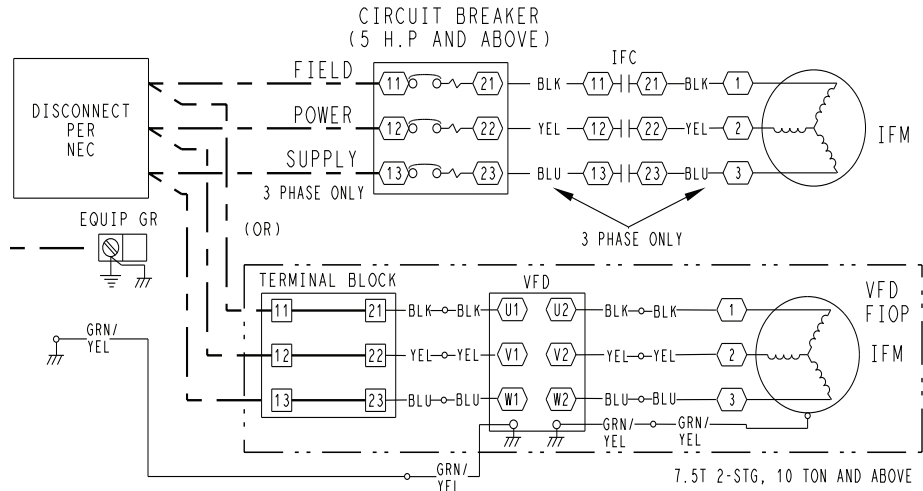 CIRCUIT BREAKER
(5 H.P AND ABOVE)
IFC
FIELD 11 21 BLK 11 21 BLK 1
DISCONNECT
PER
NEC
POWER 12 22 YEL 12 22 YEL 2
IFM
SUPPLY 13 23 BLU 13 23 BLU 3
3 PHASE ONLY
EQUIP GR
(OR)
3 PHASE ONLY
TERMINAL BLOCK
VFD
VFD
FIOP
11 21 BLK BLK U1 U2 BLK BLK 1
12 22 YEL YEL V1 V2 YEL YEL 2
IFM
13 23 BLU BLU W1 W2 BLU BLU 3
GRN/
YEL
GRN/
YEL
GRN/
YEL
GRN/
YEL
7.5T 2-STG, 10 TON AND ABOVE